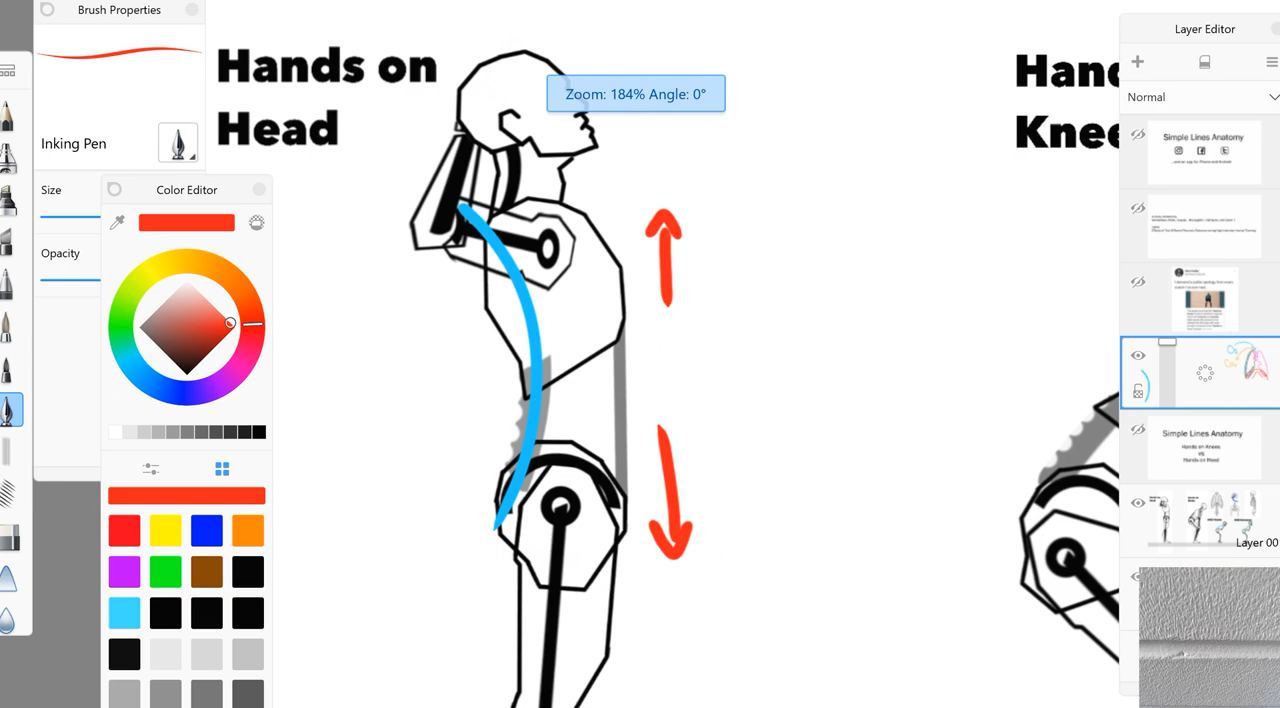 Brush Properties
Inking Pen
Size
Opacity
Color Editor
Hands on
Head
Zoom: 184% Angle: 0°
Hand
Knee
Layer Editor
Normal
Simple Lines Anatomy
Simple Lines Anatomy
Hands on Knees
vs
Hands on Head
Layer 00